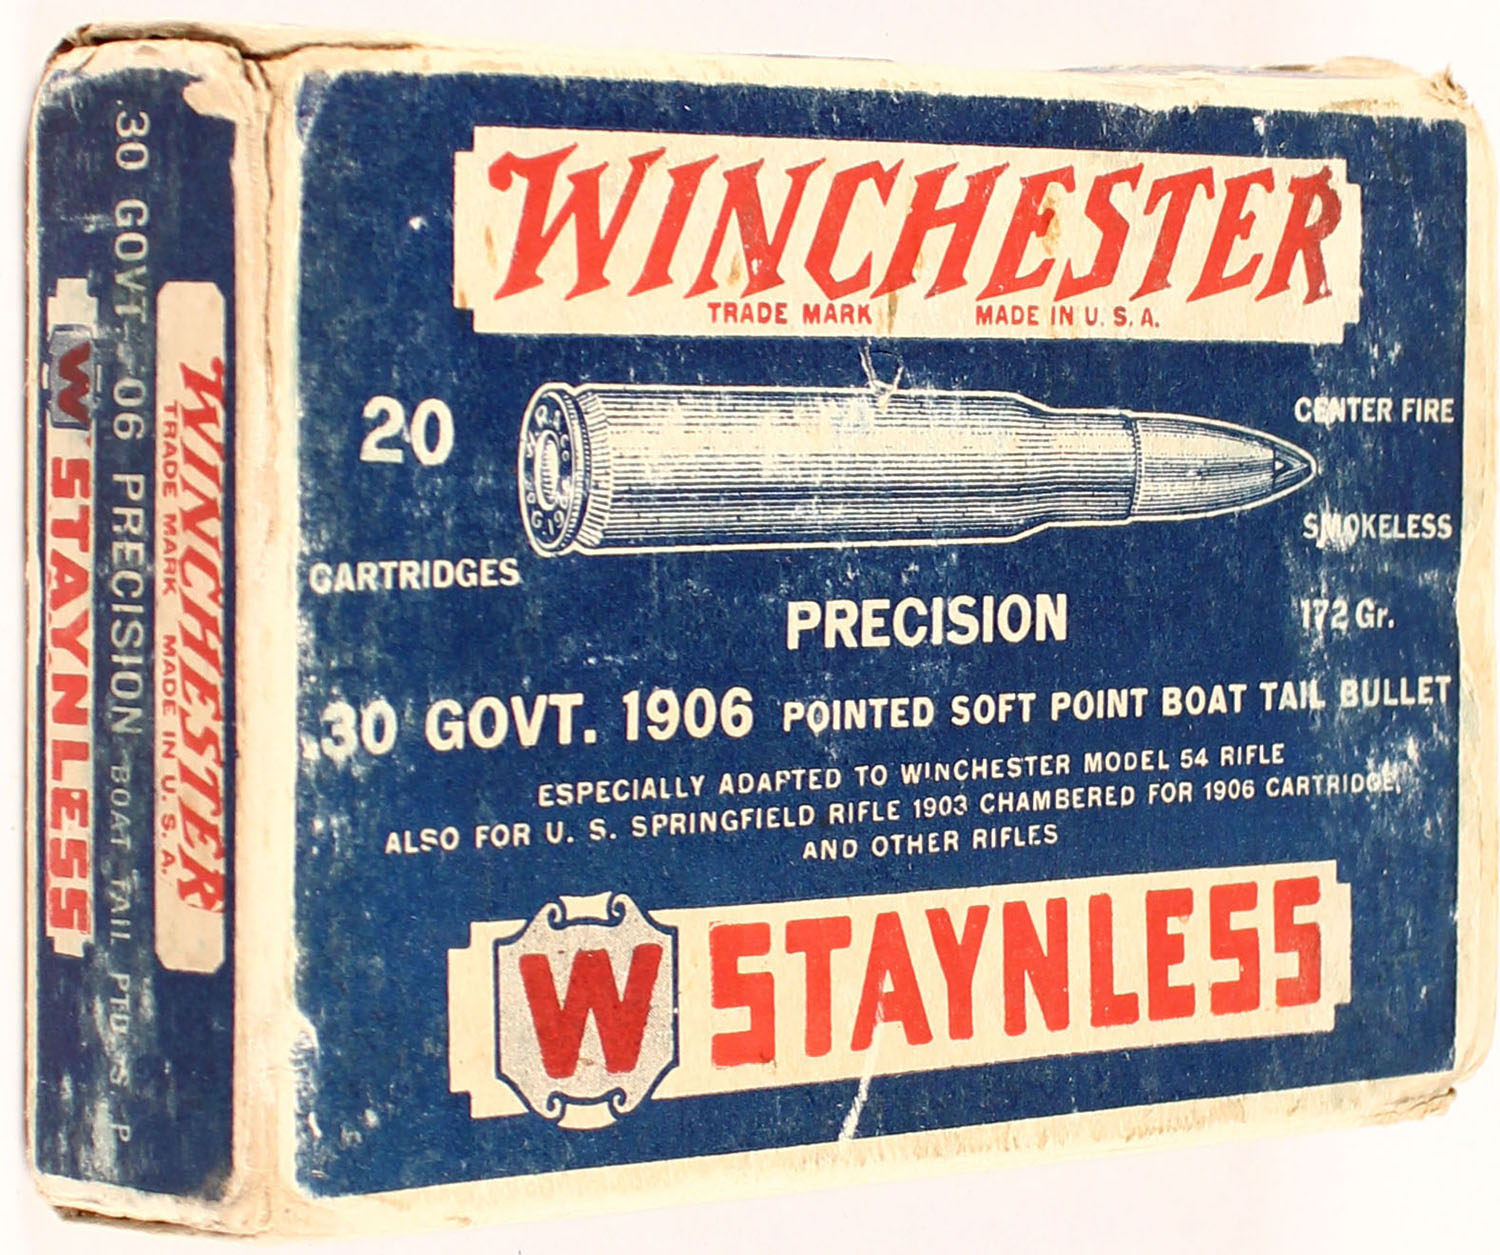 WINCHESTER
TRADE MARK MADE IN U.S.A.
20
CARTRIDGES
CENTER FIRE
SMOKELESS
172 Gr.
PRECISION
.30 GOVT. 1906 POINTED SOFT POINT BOAT TAIL BULLET
ESPECIALLY ADAPTED TO WINCHESTER MODEL 54 RIFLE
ALSO FOR U. S. SPRINGFIELD RIFLE 1903 CHAMBERED FOR 1906 CARTRIDGE,
AND OTHER RIFLES
W STAYNLESS
WINCHESTER
TRADE MARK MADE IN U.S.A.
.30 GOVT. '06 PRECISION BOAT TAIL PTD. S. P.
W STAYNLESS